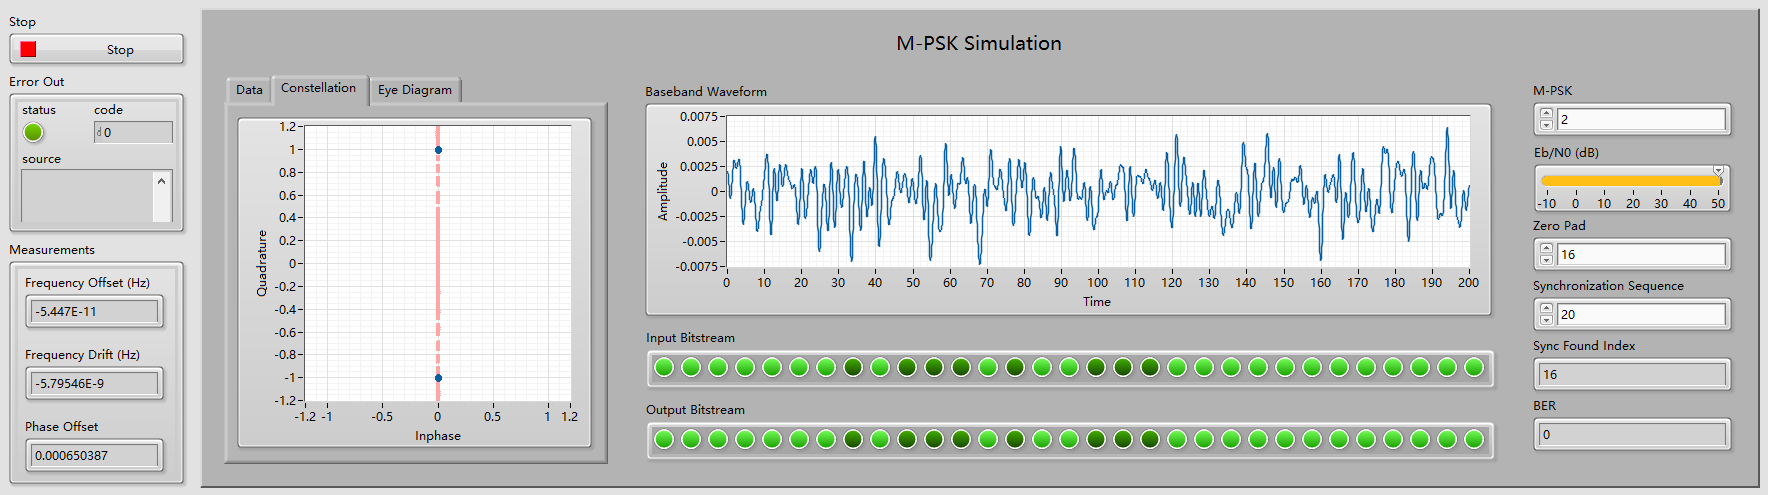 Stop
Stop
Error Out
status
code
d 0
source
Measurements
Frequency Offset (Hz)
-5.447E-11
Frequency Drift (Hz)
-5.79546E-9
Phase Offset
0.000650387
M-PSK Simulation
Data
Constellation
Eye Diagram
1.2
1
0.8
0.6
0.4
0.2
0
-0.2
-0.4
-0.6
-0.8
-1
-1.2
Quadrature
-1.2 -1 -0.5 0 0.5 1 1.2
Inphase
Baseband Waveform
0.0075
0.005
0.0025
0
-0.0025
-0.005
-0.0075
Amplitude
0 10 20 30 40 50 60 70 80 90 100 110 120 130 140 150 160 170 180 190 200
Time
Input Bitstream
Output Bitstream
M-PSK
2
Eb/N0 (dB)
-10 0 10 20 30 40 50
Zero Pad
16
Synchronization Sequence
20
Sync Found Index
16
BER
0